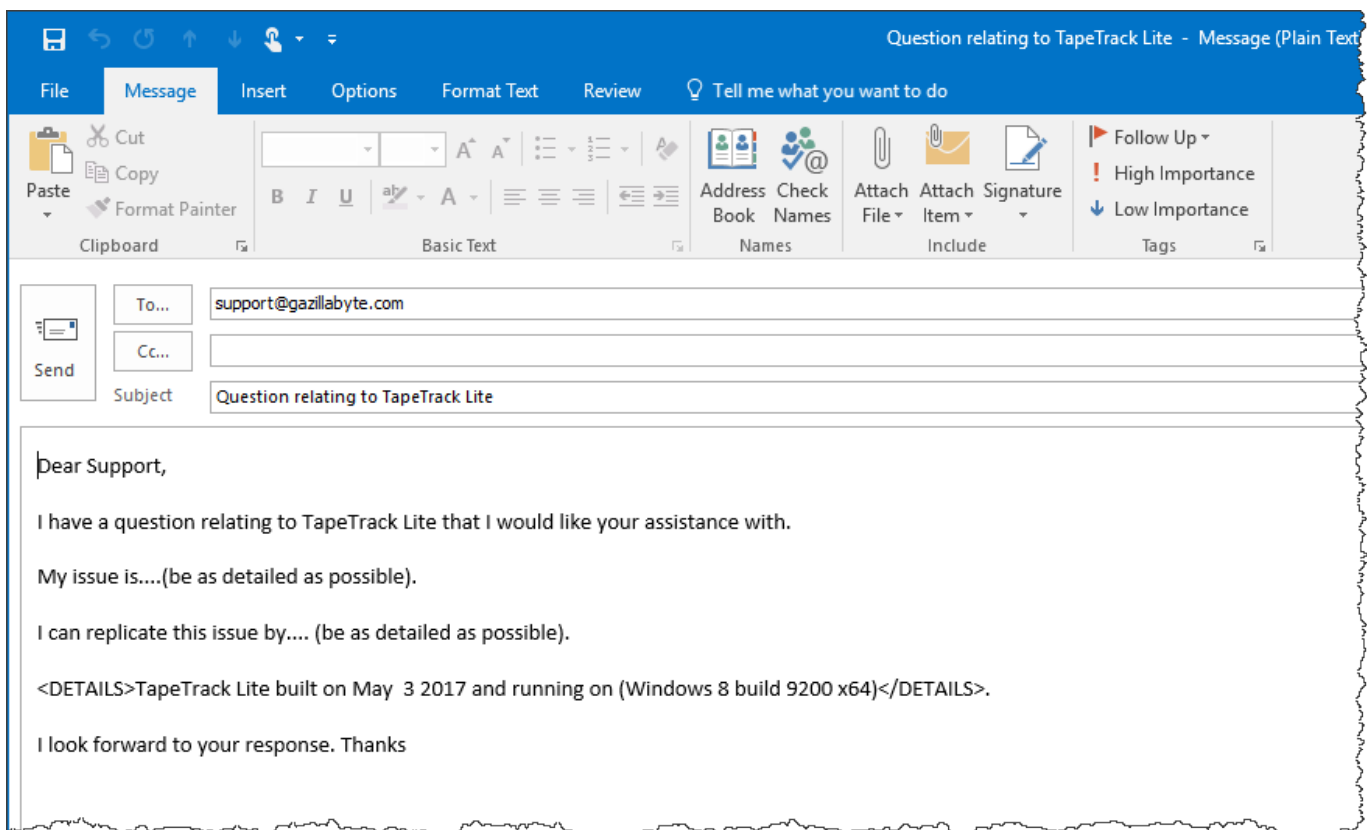 Question relating to TapeTrack Lite - Message (Plain Text
File Message Insert Options Format Text Review Tell me what you want to do
Paste
Cut
Copy
Format Painter
Clipboard
B I U
Basic Text
Address Book
Check Names
Names
Attach File
Attach Item
Signature
Include
Follow Up
High Importance
Low Importance
Tags
Send
To... support@gazillabyte.com
Cc...
Subject Question relating to TapeTrack Lite
Dear Support,
I have a question relating to TapeTrack Lite that I would like your assistance with.
My issue is....(be as detailed as possible).
I can replicate this issue by.... (be as detailed as possible).
<DETAILS>TapeTrack Lite built on May  3 2017 and running on (Windows 8 build 9200 x64)</DETAILS>.
I look forward to your response. Thanks